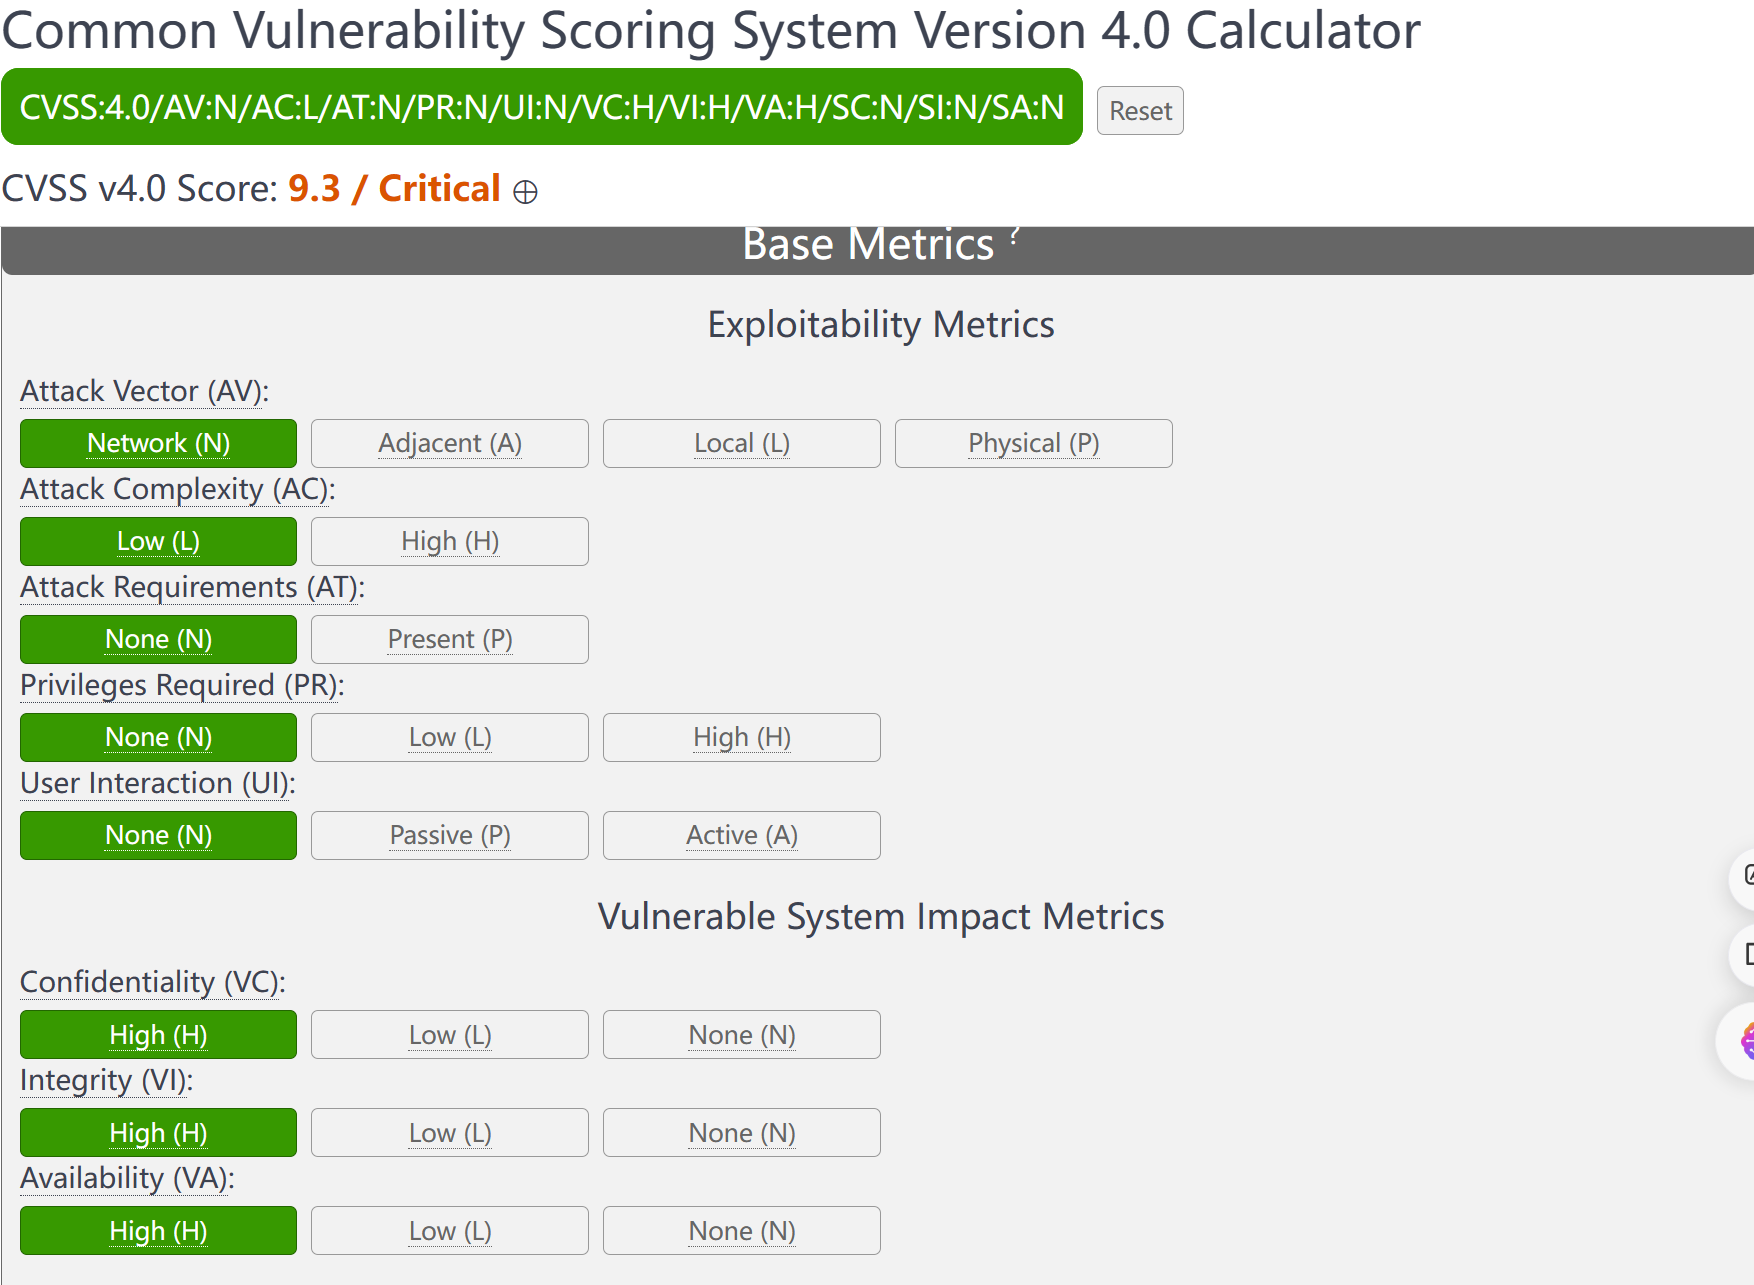 Common Vulnerability Scoring System Version 4.0 Calculator
CVSS:4.0/AV:N/AC:L/AT:N/PR:N/UI:N/VC:H/VI:H/VA:H/SC:N/SI:N/SA:N Reset
CVSS v4.0 Score: 9.3 / Critical ⊕
Base Metrics ?
Exploitability Metrics
Attack Vector (AV):
Network (N) Adjacent (A) Local (L) Physical (P)
Attack Complexity (AC):
Low (L) High (H)
Attack Requirements (AT):
None (N) Present (P)
Privileges Required (PR):
None (N) Low (L) High (H)
User Interaction (UI):
None (N) Passive (P) Active (A)
Vulnerable System Impact Metrics
Confidentiality (VC):
High (H) Low (L) None (N)
Integrity (VI):
High (H) Low (L) None (N)
Availability (VA):
High (H) Low (L) None (N)